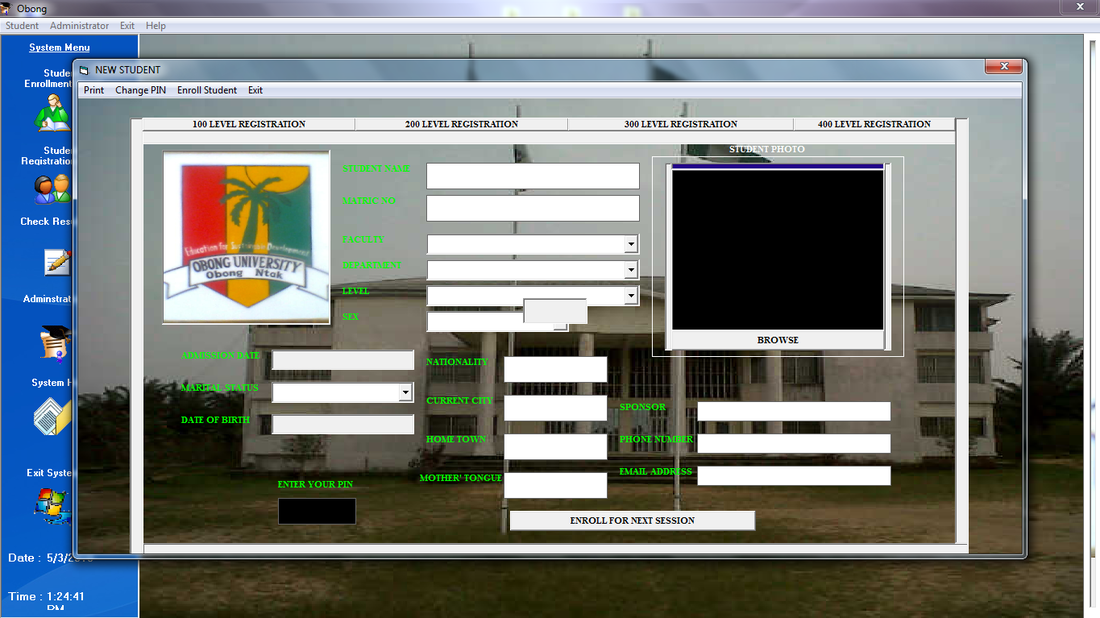 Obong
Student Administrator Exit Help
System Menu
Stude
Enrollment
Stude
Registratio
Check Res
Adminstrat
System H
Exit Syste
Date : 5/3/2
Time : 1:24:41
PM
NEW STUDENT
Print Change PIN Enroll Student Exit
100 LEVEL REGISTRATION 200 LEVEL REGISTRATION 300 LEVEL REGISTRATION 400 LEVEL REGISTRATION
STUDENT PHOTO
Education for Sustainable Development
OBONG UNIVERSITY
Obong Ntak
STUDENT NAME
MATRIC NO
FACULTY
DEPARTMENT
LEVEL
SEX
BROWSE
ADMISSION DATE
MARITAL STATUS
DATE OF BIRTH
NATIONALITY
CURRENT CITY
HOME TOWN
MOTHER' TONGUE
SPONSOR
PHONE NUMBER
EMAIL ADDRESS
ENTER YOUR PIN
ENROLL FOR NEXT SESSION